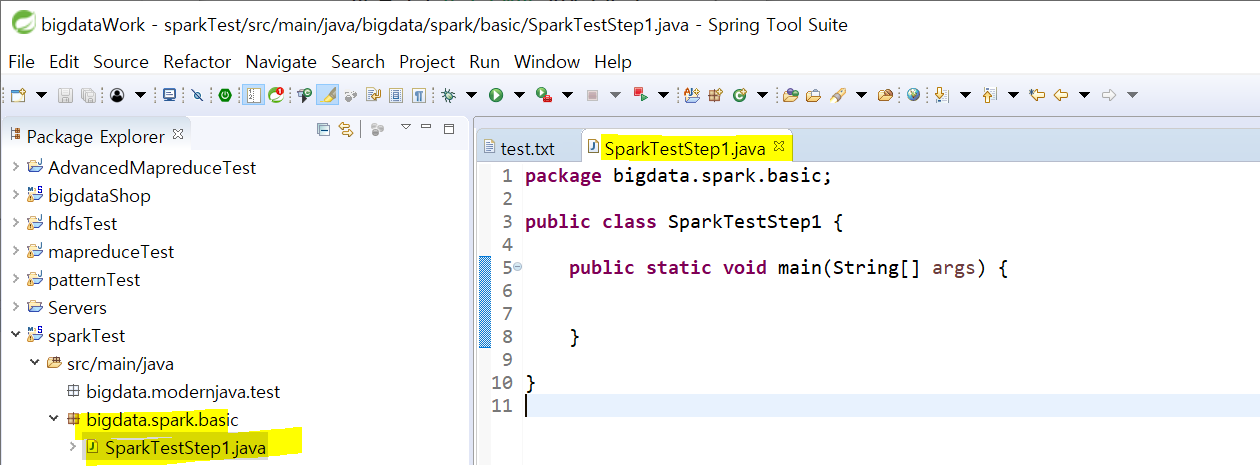 bigdataWork - sparkTest/src/main/java/bigdata/spark/basic/SparkTestStep1.java - Spring Tool Suite
File Edit Source Refactor Navigate Search Project Run Window Help
Package Explorer
AdvancedMapreduceTest
bigdataShop
hdfsTest
mapreduceTest
patternTest
Servers
sparkTest
src/main/java
bigdata.modernjava.test
bigdata.spark.basic
SparkTestStep1.java
test.txt SparkTestStep1.java
1 package bigdata.spark.basic;
2
3 public class SparkTestStep1 {
4
5 public static void main(String[] args) {
6
7
8 }
9
10 }
11